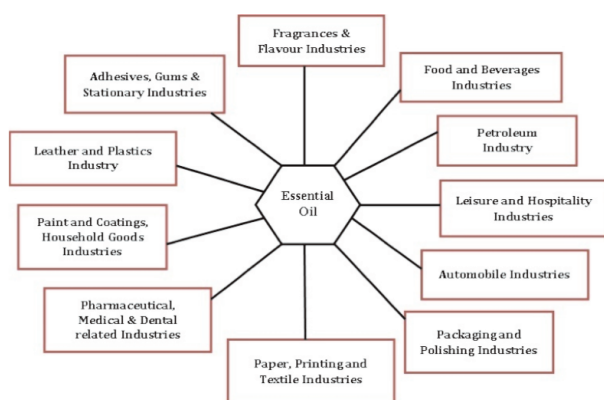 Fragrances &
Flavour Industries
Adhesives, Gums &
Stationary Industries
Food and Beverages
Industries
Leather and Plastics
Industry
Petroleum
Industry
Essential
Oil
Leisure and Hospitality
Industries
Paint and Coatings,
Household Goods
Industries
Automobile Industries
Pharmaceutical,
Medical & Dental
related Industries
Packaging and
Polishing Industries
Paper, Printing and
Textile Industries